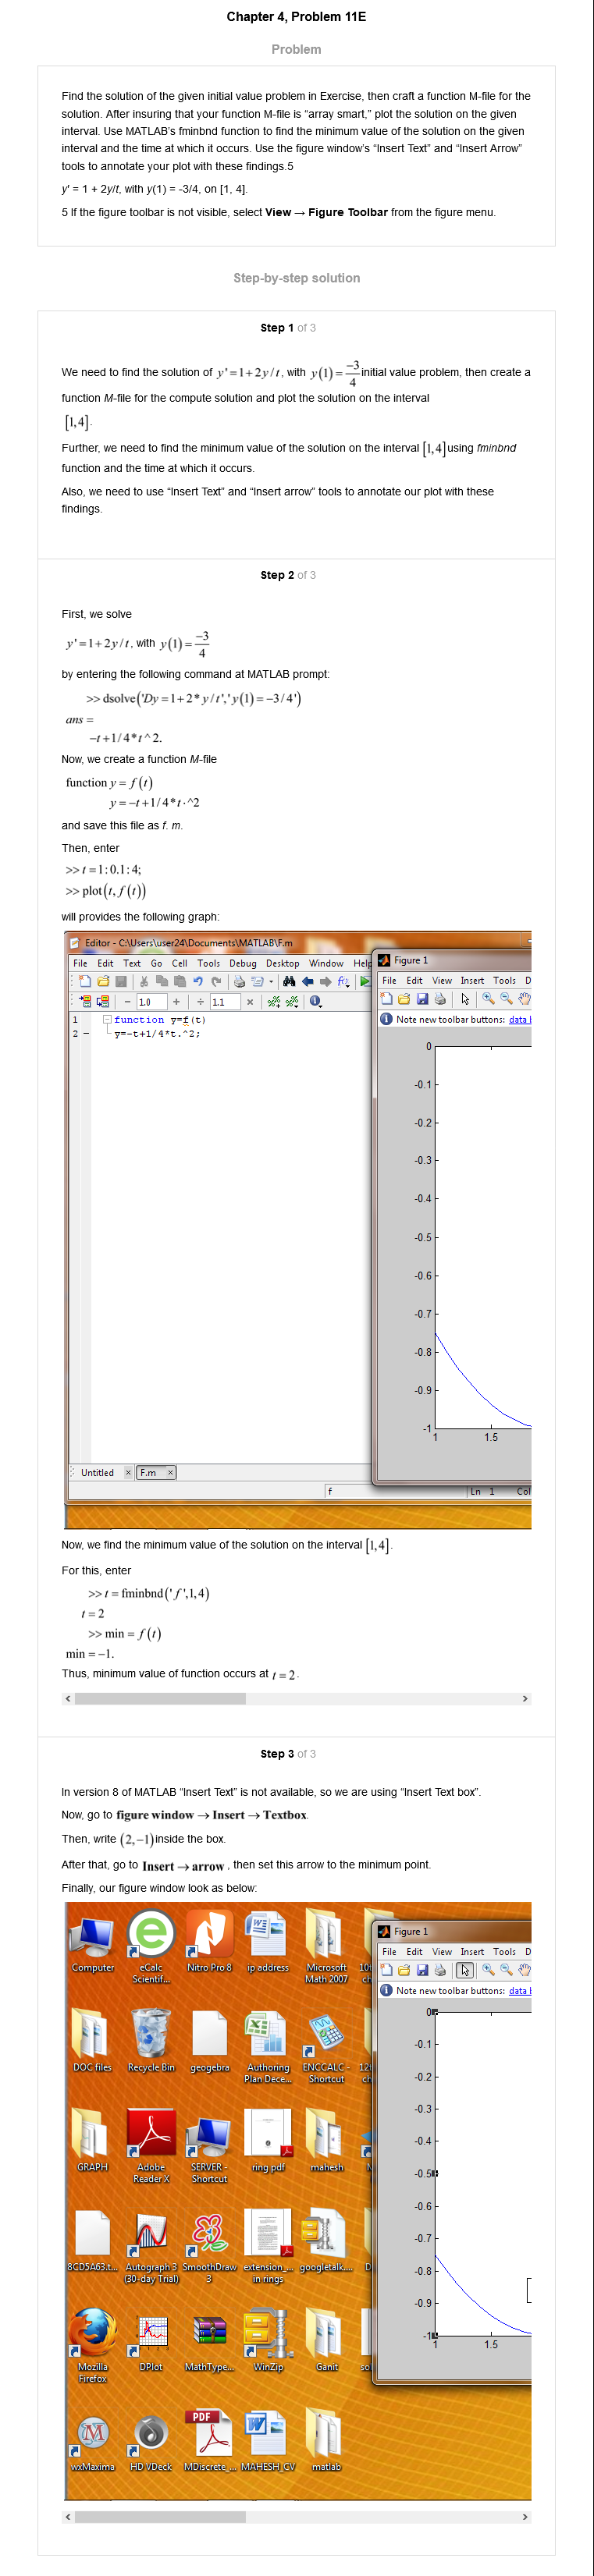 Chapter 4, Problem 11E
Problem
Find the solution of the given initial value problem in Exercise, then craft a function M-file for the
solution. After insuring that your function M-file is “array smart,” plot the solution on the given
interval. Use MATLAB’s fminbnd function to find the minimum value of the solution on the given
interval and the time at which it occurs. Use the figure window’s “Insert Text” and “Insert Arrow”
tools to annotate your plot with these findings.5
y' = 1 + 2y/t, with y(1) = -3/4, on [1, 4].
5 If the figure toolbar is not visible, select View → Figure Toolbar from the figure menu.
Step-by-step solution
Step 1 of 3
We need to find the solution of y'=1+2y/t, with y(1)=-3/4 initial value problem, then create a
function M-file for the compute solution and plot the solution on the interval
[1,4].
Further, we need to find the minimum value of the solution on the interval [1,4] using fminbnd
function and the time at which it occurs.
Also, we need to use “Insert Text” and “Insert arrow” tools to annotate our plot with these
findings.
Step 2 of 3
First, we solve
y'=1+2y/t, with y(1)=-3/4
by entering the following command at MATLAB prompt:
>> dsolve('Dy=1+2*y/t','y(1)=-3/4')
ans =
-t+1/4*t^2.
Now, we create a function M-file
function y = f(t)
y=-t+1/4*t·^2
and save this file as f. m.
Then, enter
>> t=1:0.1:4;
>> plot(t, f(t))
will provides the following graph:
Editor - C:\Users\user24\Documents\MATLAB\F.m
File Edit Text Go Cell Tools Debug Desktop Window Help
1.0
1.1
1 function y=f(t)
2 y=-t+1/4*t.^2;
Untitled
F.m
f
Ln 1 Col
Figure 1
File Edit View Insert Tools D
Note new toolbar buttons: data
0
-0.1
-0.2
-0.3
-0.4
-0.5
-0.6
-0.7
-0.8
-0.9
-1
1 1.5
Now, we find the minimum value of the solution on the interval [1,4].
For this, enter
>> t = fminbnd('f',1,4)
t = 2
>> min = f(t)
min = -1.
Thus, minimum value of function occurs at t = 2.
Step 3 of 3
In version 8 of MATLAB “Insert Text” is not available, so we are using “Insert Text box”.
Now, go to figure window → Insert → Textbox.
Then, write (2,-1) inside the box.
After that, go to Insert → arrow, then set this arrow to the minimum point.
Finally, our figure window look as below:
Computer
eCalc Scientif...
Nitro Pro 8
ip address
Microsoft Math 2007
DOC files
Recycle Bin
geogebra
Authoring Plan Dece...
ENCCALC - Shortcut
GRAPH
Adobe Reader X
SERVER - Shortcut
ring pdf
mahesh
8CD5A63.t...
Autograph 3 (30-day Trial)
SmoothDraw 3
extension_... in rings
googletalk....
Mozilla Firefox
DPlot
MathType...
WinZip
Ganit
wxMaxima
HD VDeck
PDF
MDiscrete_...
MAHESH_CV
matlab
Figure 1
File Edit View Insert Tools D
Note new toolbar buttons: data
0
-0.1
-0.2
-0.3
-0.4
-0.5
-0.6
-0.7
-0.8
-0.9
-1
1 1.5